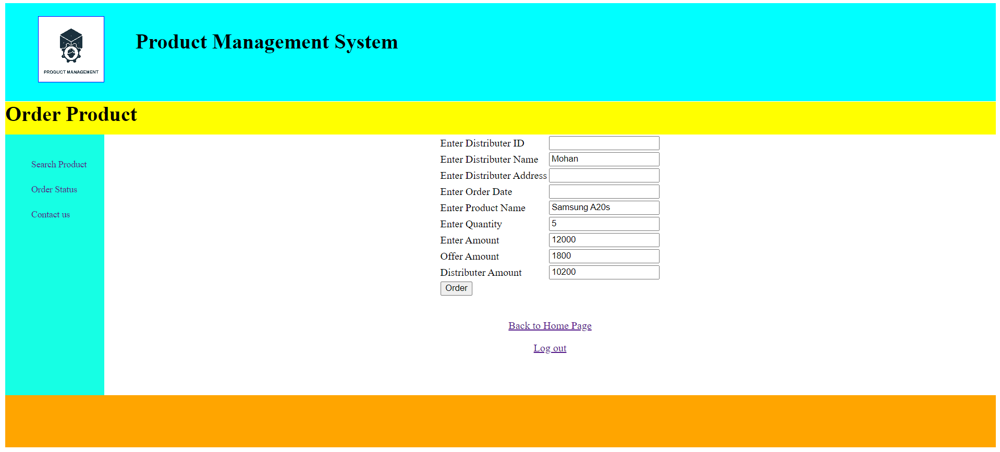 PRODUCT MANAGEMENT
Product Management System
Order Product
Search Product
Order Status
Contact us
Enter Distributer ID
Enter Distributer Name Mohan
Enter Distributer Address
Enter Order Date
Enter Product Name Samsung A20s
Enter Quantity 5
Enter Amount 12000
Offer Amount 1800
Distributer Amount 10200
Order
Back to Home Page
Log out